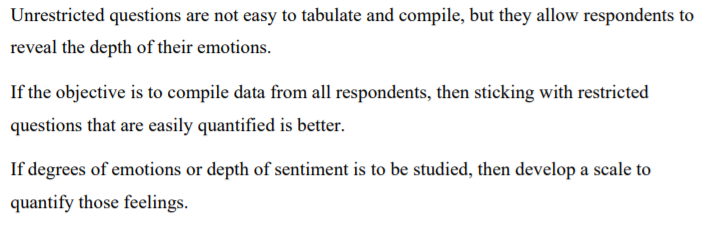 Unrestricted questions are not easy to tabulate and compile, but they allow respondents to
reveal the depth of their emotions.
If the objective is to compile data from all respondents, then sticking with restricted
questions that are easily quantified is better.
If degrees of emotions or depth of sentiment is to be studied, then develop a scale to
quantify those feelings.